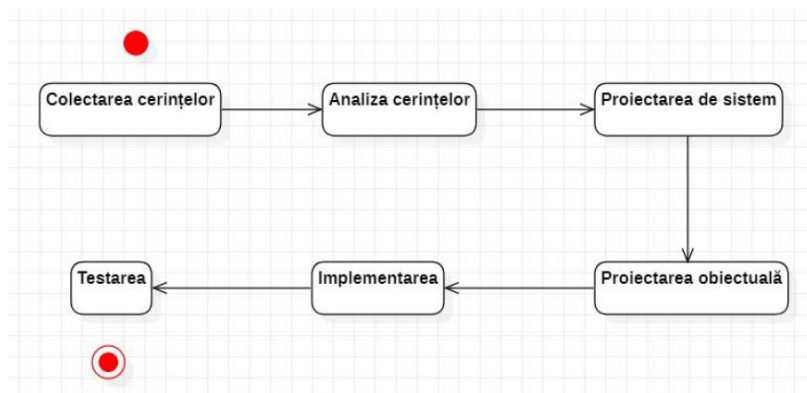 Colectarea cerințelor
Analiza cerințelor
Proiectarea de sistem
Testarea
Implementarea
Proiectarea obiectuală